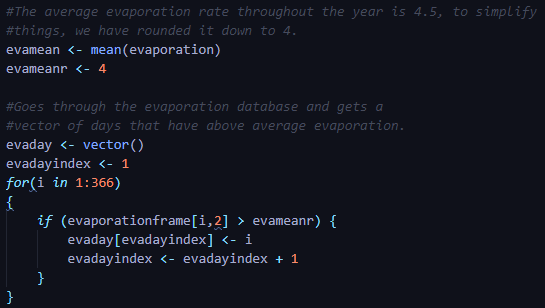 #The average evaporation rate throughout the year is 4.5, to simplify
#things, we have rounded it down to 4.
evamean <- mean(evaporation)
evameanr <- 4
#Goes through the evaporation database and gets a
#vector of days that have above average evaporation.
evaday <- vector()
evadayindex <- 1
for(i in 1:366)
{
    if (evaporationframe[i,2] > evameanr) {
        evaday[evadayindex] <- i
        evadayindex <- evadayindex + 1
    }
}